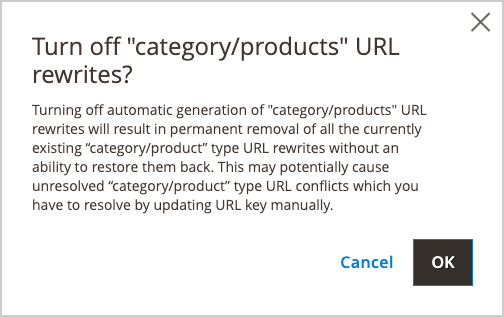 Turn off "category/products" URL
rewrites?
Turning off automatic generation of "category/products" URL
rewrites will result in permanent removal of all the currently
existing “category/product” type URL rewrites without an
ability to restore them back. This may potentially cause
unresolved “category/product” type URL conflicts which you
have to resolve by updating URL key manually.
Cancel OK